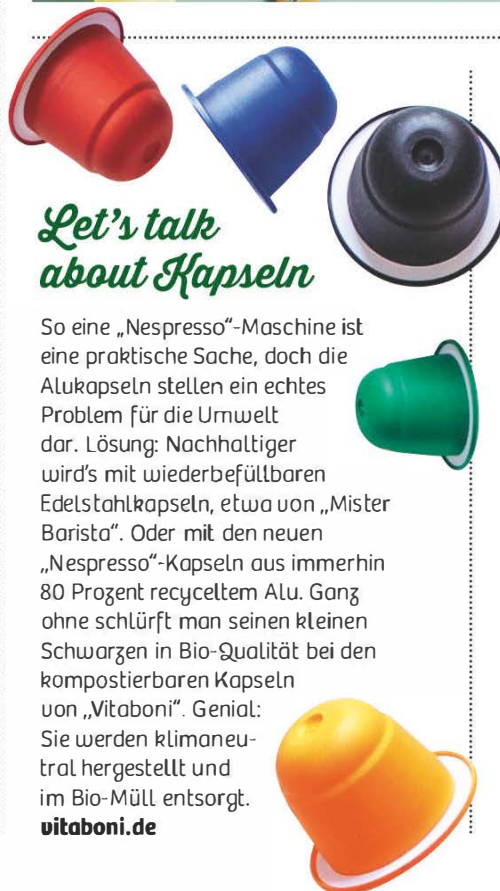 Let's talk
about Kapseln
So eine „Nespresso“-Maschine ist
eine praktische Sache, doch die
Alukapseln stellen ein echtes
Problem für die Umwelt
dar. Lösung: Nachhaltiger
wird's mit wiederbefüllbaren
Edelstahlkapseln, etwa von „Mister
Barista“. Oder mit den neuen
„Nespresso“-Kapseln aus immerhin
80 Prozent recyceltem Alu. Ganz
ohne schlürft man seinen kleinen
Schwarzen in Bio-Qualität bei den
kompostierbaren Kapseln
von „Vitaboni“. Genial:
Sie werden klimaneu-
tral hergestellt und
im Bio-Müll entsorgt.
vitaboni.de